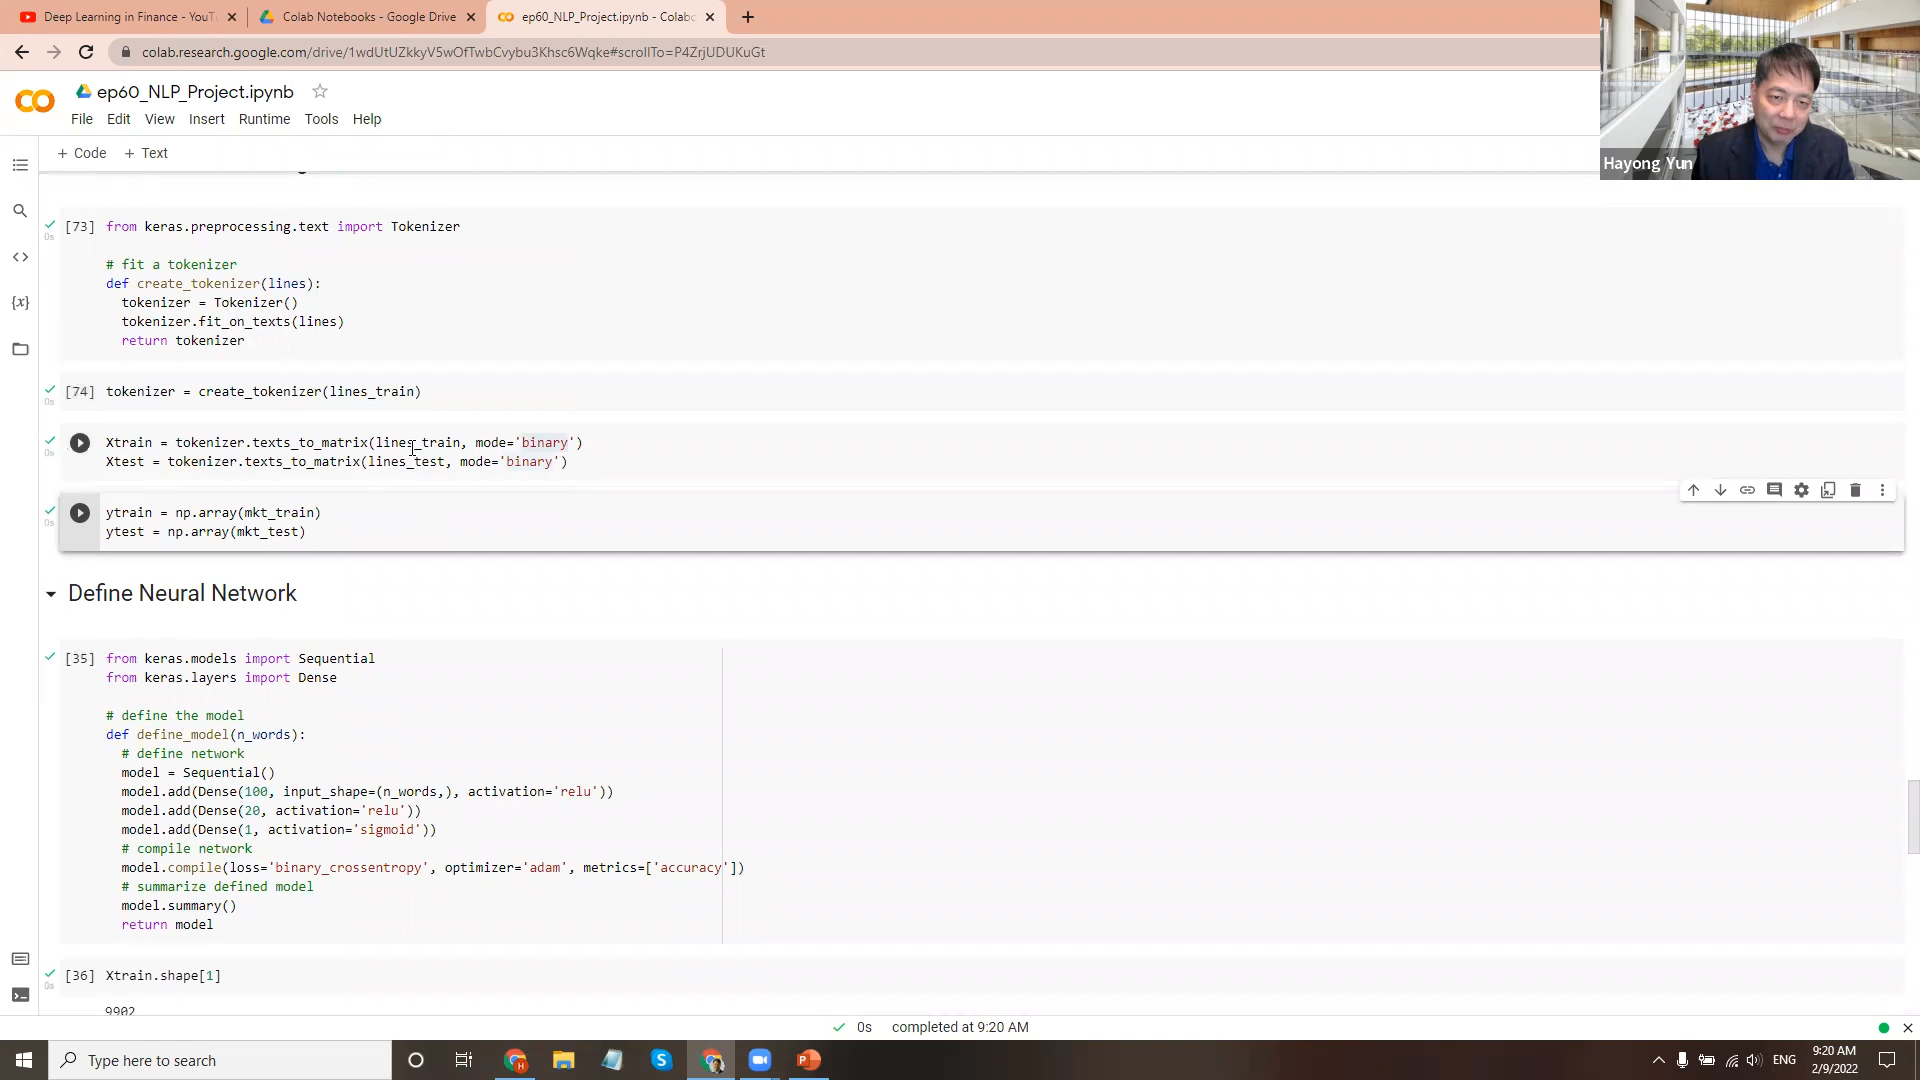 Deep Learning in Finance - YouT
Colab Notebooks - Google Drive
ep60_NLP_Project.ipynb - Colabo
colab.research.google.com/drive/1wdUtUZkkyV5wOfTwbCvybu3Khsc6Wqke#scrollTo=P4ZrjUDUKuGt
ep60_NLP_Project.ipynb
File Edit View Insert Runtime Tools Help
Hayong Yun
+ Code + Text
[73] from keras.preprocessing.text import Tokenizer
0s
# fit a tokenizer
def create_tokenizer(lines):
tokenizer = Tokenizer()
tokenizer.fit_on_texts(lines)
return tokenizer
[74] tokenizer = create_tokenizer(lines_train)
0s
Xtrain = tokenizer.texts_to_matrix(lines_train, mode='binary')
0s
Xtest = tokenizer.texts_to_matrix(lines_test, mode='binary')
ytrain = np.array(mkt_train)
0s
ytest = np.array(mkt_test)
Define Neural Network
[35] from keras.models import Sequential
from keras.layers import Dense
# define the model
def define_model(n_words):
# define network
model = Sequential()
model.add(Dense(100, input_shape=(n_words,), activation='relu'))
model.add(Dense(20, activation='relu'))
model.add(Dense(1, activation='sigmoid'))
# compile network
model.compile(loss='binary_crossentropy', optimizer='adam', metrics=['accuracy'])
# summarize defined model
model.summary()
return model
[36] Xtrain.shape[1]
0s
9902
0s completed at 9:20 AM
Type here to search
ENG
9:20 AM
2/9/2022